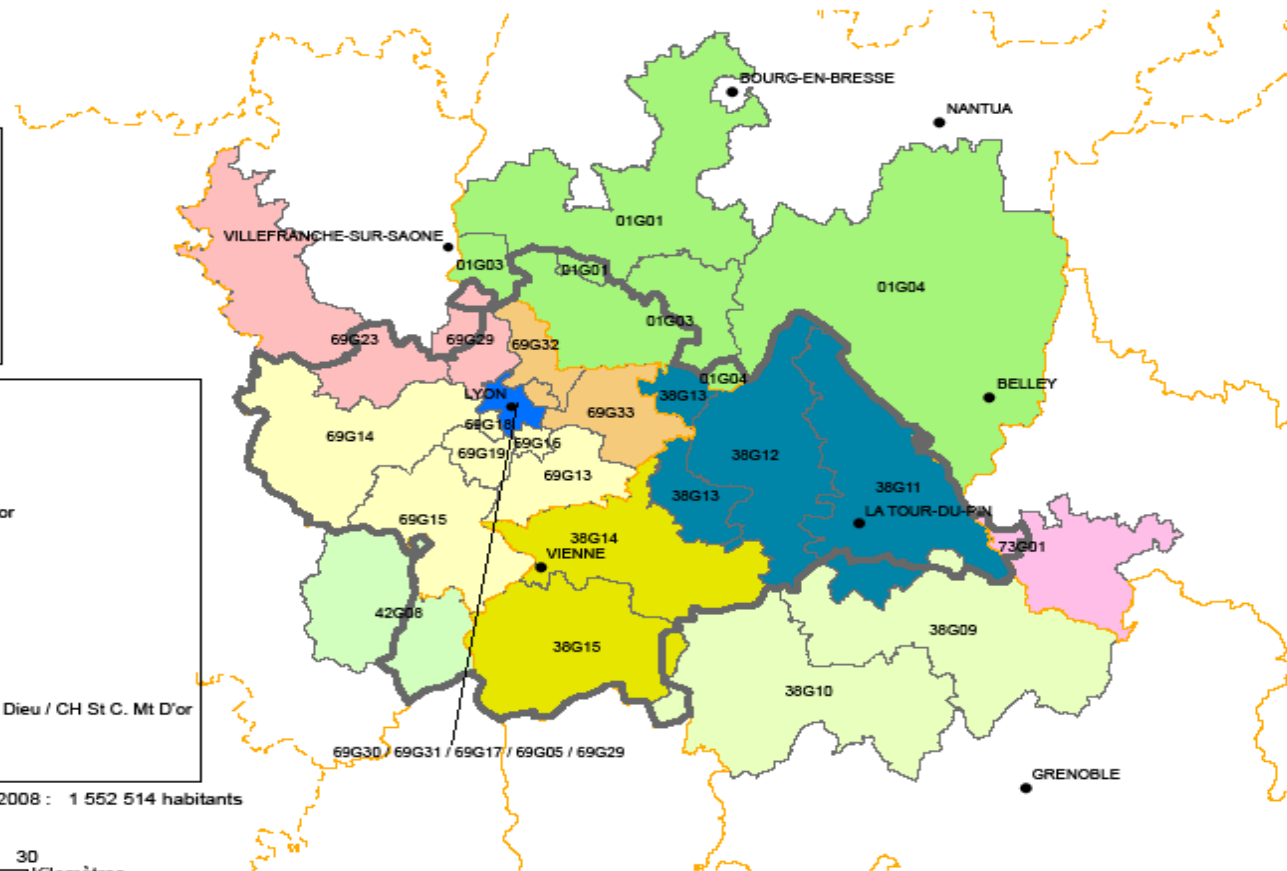 BOURG-EN-BRESSE
NANTUA
01G01
VILLEFRANCHE-SUR-SAONE
01G03
01G01
01G04
01G03
69G23
69G29
69G32
01G04
BELLEY
LYON
38G13
69G33
69G18
69G14
69G16
69G19
38G12
69G13
38G13
38G11
or
LA TOUR-DU-PIN
69G15
38G14
73G01
VIENNE
42G08
38G09
38G15
38G10
Dieu / CH St C. Mt D'or
69G30 / 69G31 / 69G17 / 69G05 / 69G29
GRENOBLE
2008 : 1 552 514 habitants
30